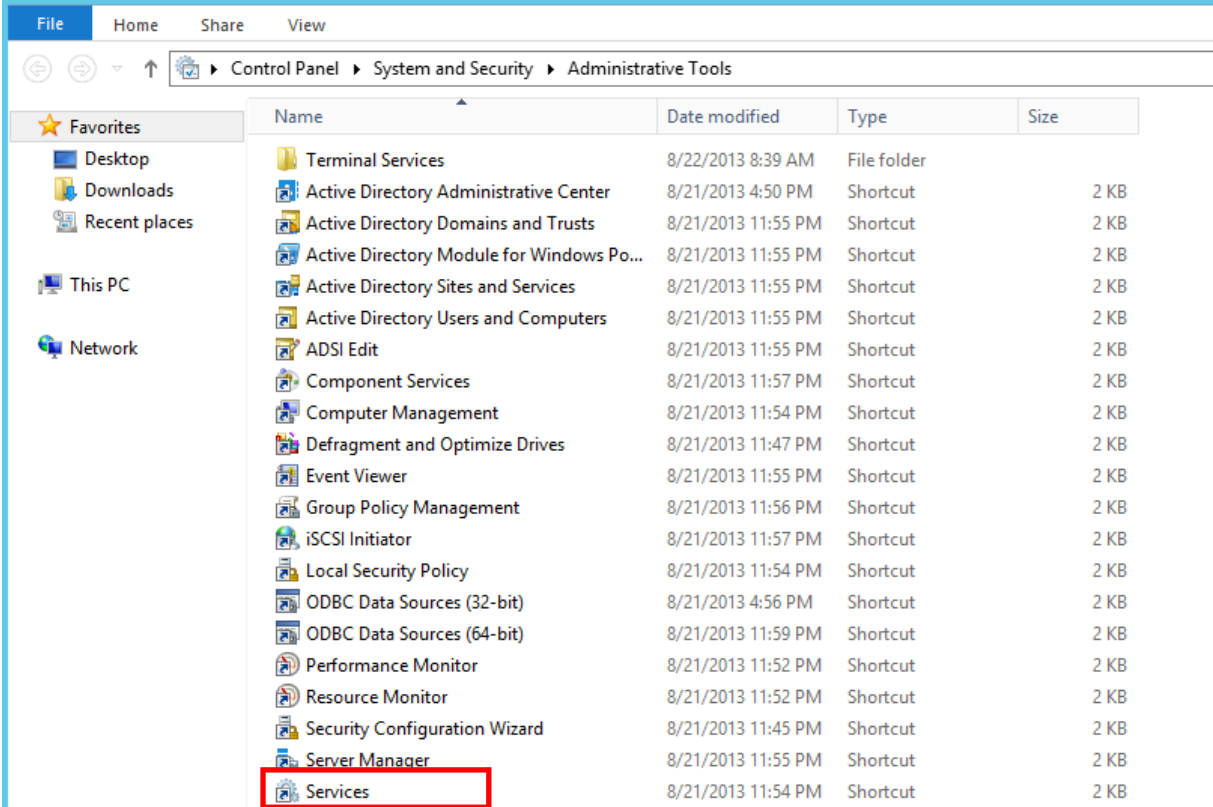 File Home Share View
Control Panel System and Security Administrative Tools
Name Date modified Type Size
Favorites
Desktop
Downloads
Recent places
This PC
Network
Terminal Services 8/22/2013 8:39 AM File folder
Active Directory Administrative Center 8/21/2013 4:50 PM Shortcut 2 KB
Active Directory Domains and Trusts 8/21/2013 11:55 PM Shortcut 2 KB
Active Directory Module for Windows Po... 8/21/2013 11:55 PM Shortcut 2 KB
Active Directory Sites and Services 8/21/2013 11:55 PM Shortcut 2 KB
Active Directory Users and Computers 8/21/2013 11:55 PM Shortcut 2 KB
ADSI Edit 8/21/2013 11:55 PM Shortcut 2 KB
Component Services 8/21/2013 11:57 PM Shortcut 2 KB
Computer Management 8/21/2013 11:54 PM Shortcut 2 KB
Defragment and Optimize Drives 8/21/2013 11:47 PM Shortcut 2 KB
Event Viewer 8/21/2013 11:55 PM Shortcut 2 KB
Group Policy Management 8/21/2013 11:56 PM Shortcut 2 KB
iSCSI Initiator 8/21/2013 11:57 PM Shortcut 2 KB
Local Security Policy 8/21/2013 11:54 PM Shortcut 2 KB
ODBC Data Sources (32-bit) 8/21/2013 4:56 PM Shortcut 2 KB
ODBC Data Sources (64-bit) 8/21/2013 11:59 PM Shortcut 2 KB
Performance Monitor 8/21/2013 11:52 PM Shortcut 2 KB
Resource Monitor 8/21/2013 11:52 PM Shortcut 2 KB
Security Configuration Wizard 8/21/2013 11:45 PM Shortcut 2 KB
Server Manager 8/21/2013 11:55 PM Shortcut 2 KB
Services 8/21/2013 11:54 PM Shortcut 2 KB